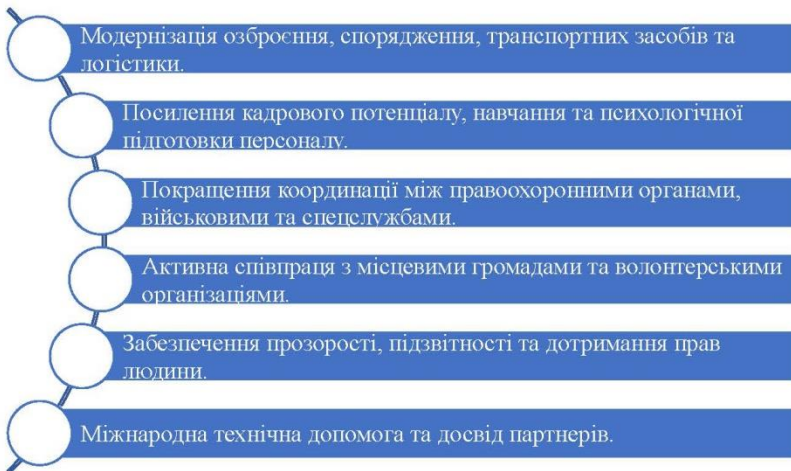 Модернізація озброєння, спорядження, транспортних засобів та
логістики.
Посилення кадрового потенціалу, навчання та психологічної
підготовки персоналу.
Покращення координації між правоохоронними органами,
військовими та спецслужбами.
Активна співпраця з місцевими громадами та волонтерськими
організаціями.
Забезпечення прозорості, підзвітності та дотримання прав
людини.
Міжнародна технічна допомога та досвід партнерів.